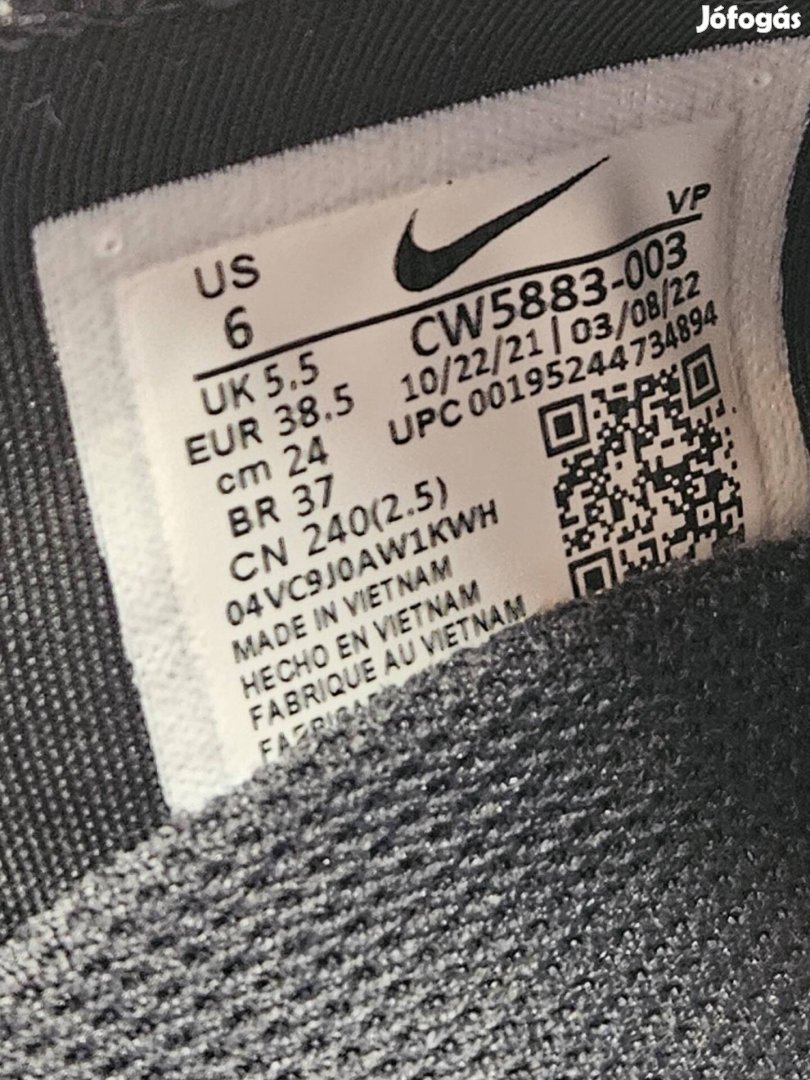 Jófogás
VP
US
6
CW5883-003
10/22/21 | 03/08/22
UPC 00195244734894
UK 5.5
EUR 38.5
cm 24
BR 37
CN 240(2.5)
04VC9J0AW1KWH
MADE IN VIETNAM
HECHO EN VIETNAM
FABRIQUE AU VIETNAM